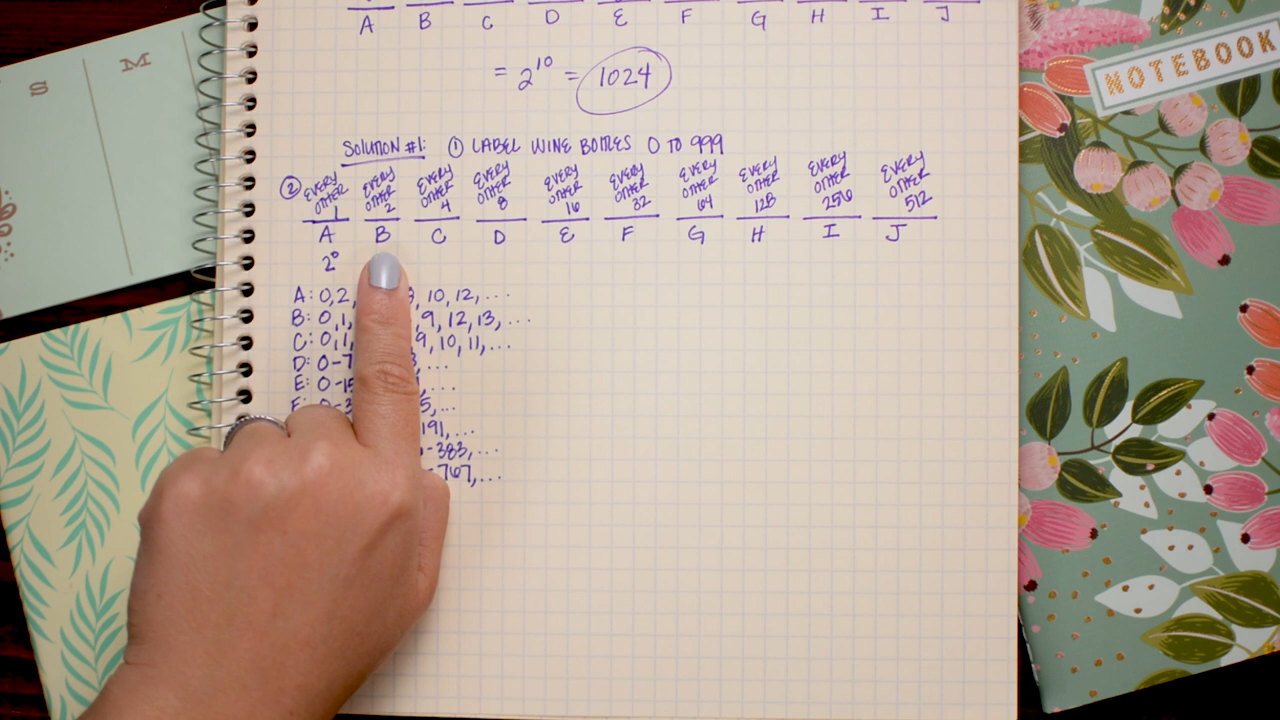 S M
NOTEBOOK
A B C D E F G H I J
= 2^10 = 1024
SOLUTION #1: ① LABEL WINE BOTTLES 0 TO 999
② EVERY OTHER 1 EVERY OTHER 2 EVERY OTHER 4 EVERY OTHER 8 EVERY OTHER 16 EVERY OTHER 32 EVERY OTHER 64 EVERY OTHER 128 EVERY OTHER 256 EVERY OTHER 512
A B C D E F G H I J
2^0
A: 0, 2, 10, 12, ...
B: 0, 1, 9, 12, 13, ...
C: 0, 1, 9, 10, 11, ...
D: 0-7 ...
E: 0-15 ...
F: ...
191, ...
-383, ...
-767, ...